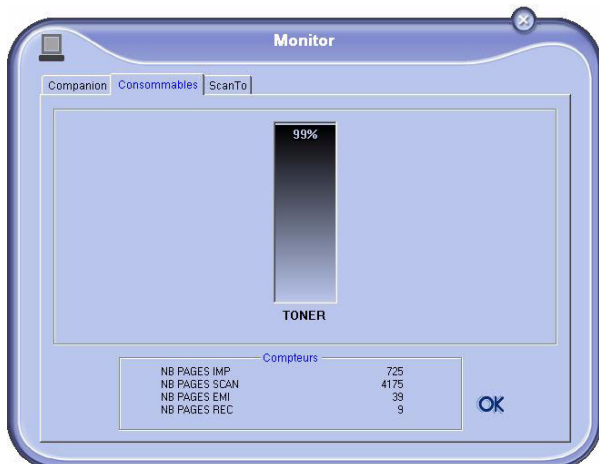 Monitor
Companion Consommables ScanTo
99%
TONER
Compteurs
NB PAGES IMP 725
NB PAGES SCAN 4175
NB PAGES EMI 39
NB PAGES REC 9
OK